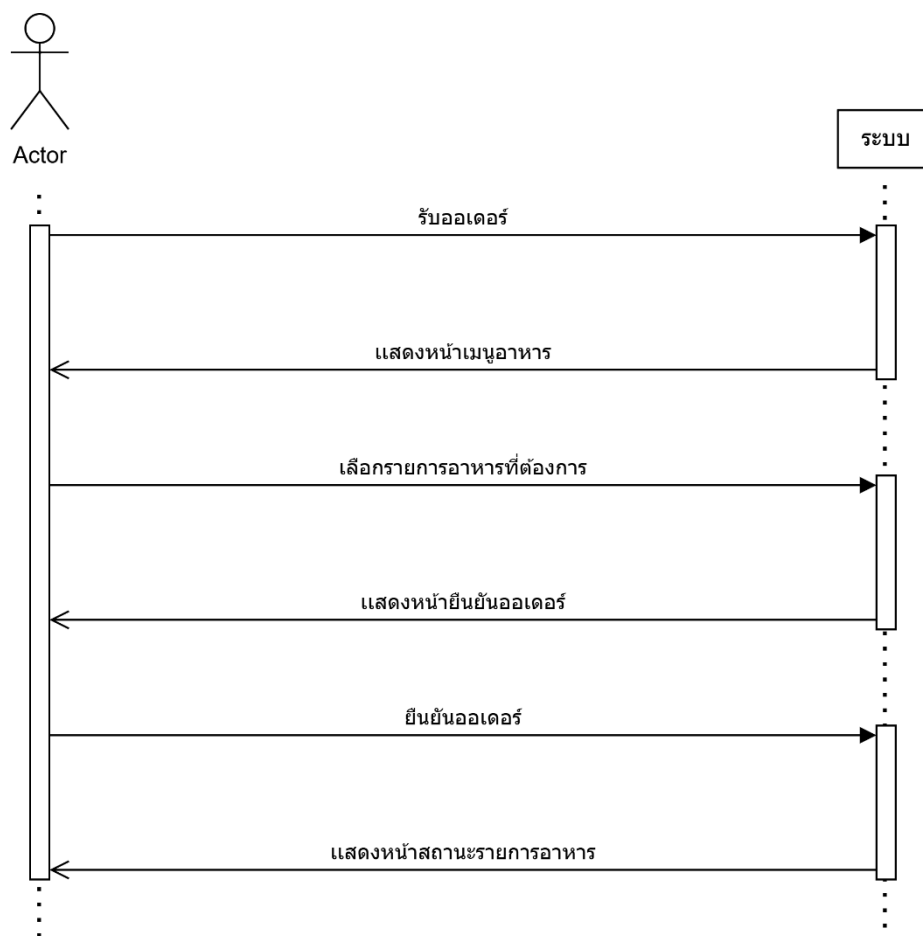 Actor
ระบบ
รับออเดอร์
แสดงหน้าเมนูอาหาร
เลือกรายการอาหารที่ต้องการ
แสดงหน้ายืนยันออเดอร์
ยืนยันออเดอร์
แสดงหน้าสถานะรายการอาหาร